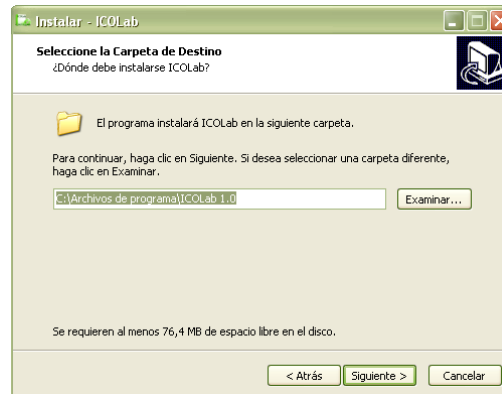 Instalar - ICOLab
Seleccione la Carpeta de Destino
¿Dónde debe instalarse ICOLab?
El programa instalará ICOLab en la siguiente carpeta.
Para continuar, haga clic en Siguiente. Si desea seleccionar una carpeta diferente,
haga clic en Examinar.
C:\Archivos de programa\ICOLab 1.0
Examinar...
Se requieren al menos 76,4 MB de espacio libre en el disco.
< Atrás
Siguiente >
Cancelar